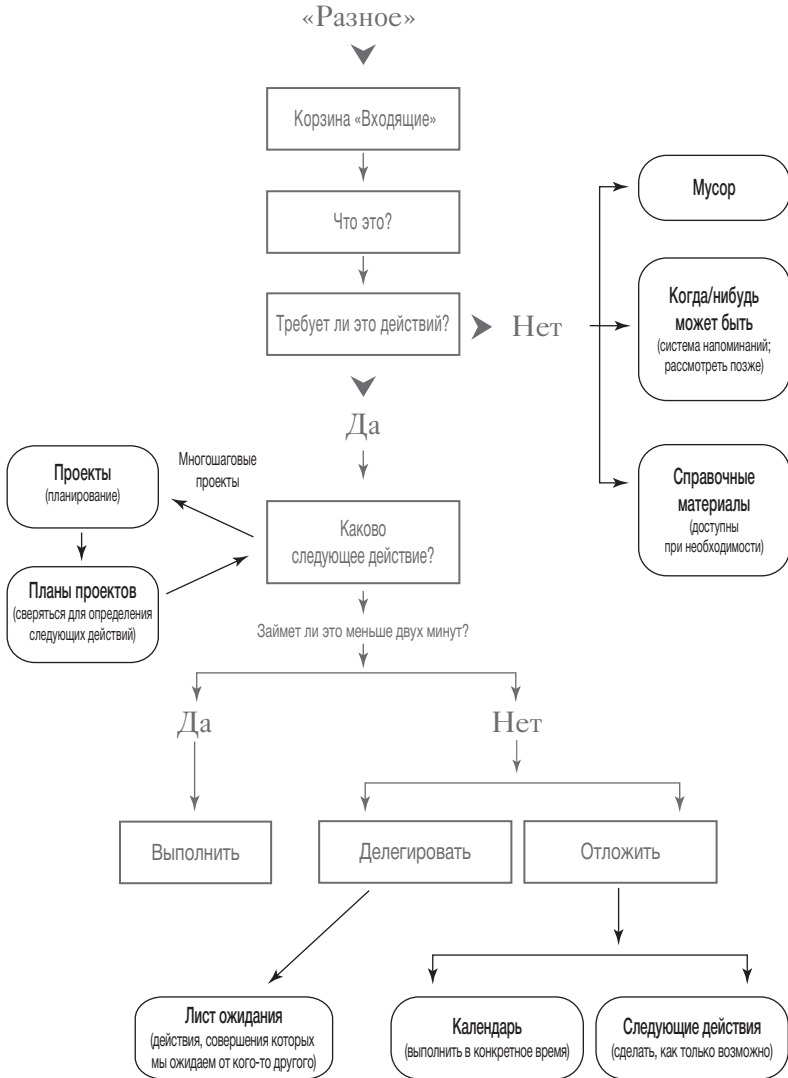 «Разное»
Корзина «Входящие»
Что это?
Требует ли это действий?
Нет
Мусор
Когда/нибудь
может быть
(система напоминаний;
рассмотреть позже)
Справочные
материалы
(доступны
при необходимости)
Да
Многошаговые
проекты
Проекты
(планирование)
Планы проектов
(сверяться для определения
следующих действий)
Каково
следующее действие?
Займет ли это меньше двух минут?
Да
Нет
Выполнить
Делегировать
Отложить
Лист ожидания
(действия, совершения которых
мы ожидаем от кого-то другого)
Календарь
(выполнить в конкретное время)
Следующие действия
(сделать, как только возможно)